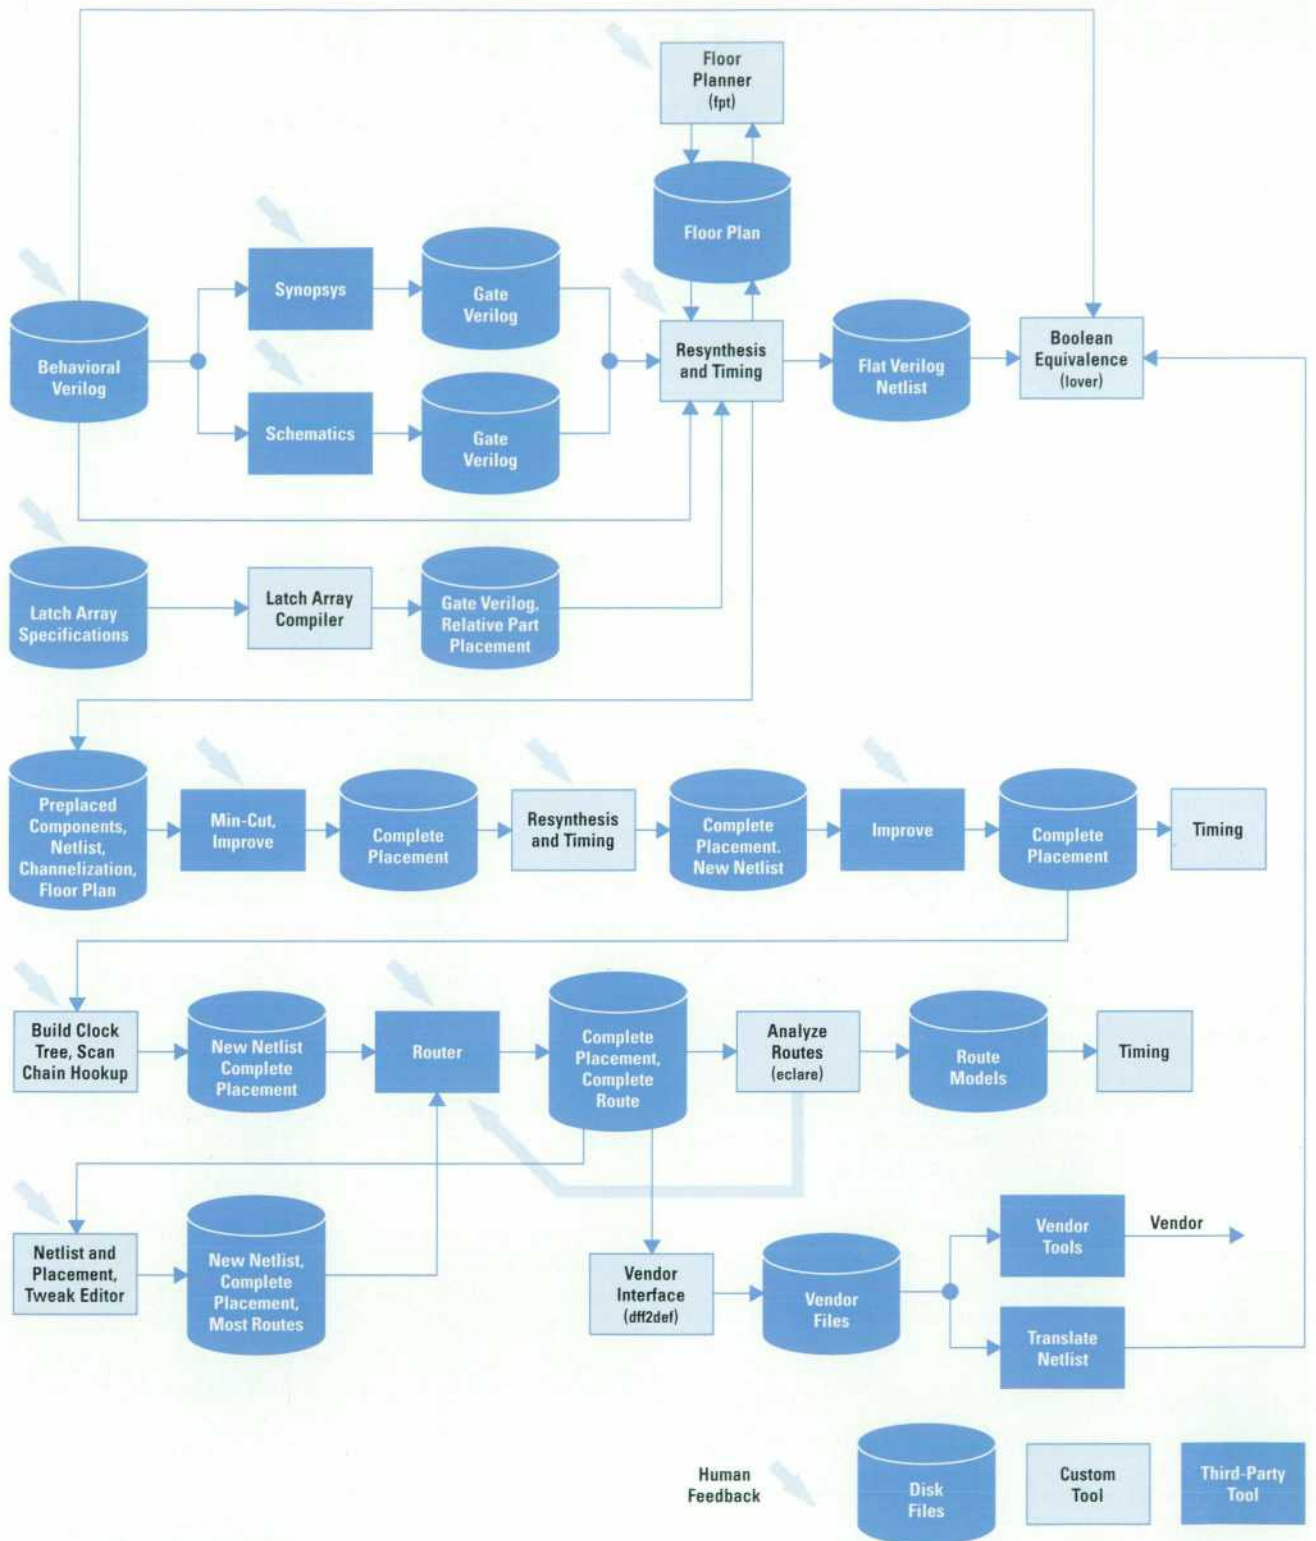 Floor
Planner
(fpt)
Floor Plan
Synopsys
Gate
Verilog
Behavioral
Verilog
Resynthesis
and Timing
Flat Verilog
Netlist
Boolean
Equivalence
(lover)
Schematics
Gate
Verilog
Latch Array
Specifications
Latch Array
Compiler
Gate Verilog,
Relative Part
Placement
Preplaced
Components,
Netlist,
Channelization,
Floor Plan
Min-Cut,
Improve
Complete
Placement
Resynthesis
and Timing
Complete
Placement.
New Netlist
Improve
Complete
Placement
Timing
Build Clock
Tree, Scan
Chain Hookup
New Netlist
Complete
Placement
Router
Complete
Placement,
Complete
Route
Analyze
Routes
(eclare)
Route
Models
Timing
Netlist and
Placement,
Tweak Editor
New Netlist,
Complete
Placement,
Most Routes
Vendor
Interface
(dff2def)
Vendor
Files
Vendor
Tools
Vendor
Translate
Netlist
Human
Feedback
Disk
Files
Custom
Tool
Third-Party
Tool